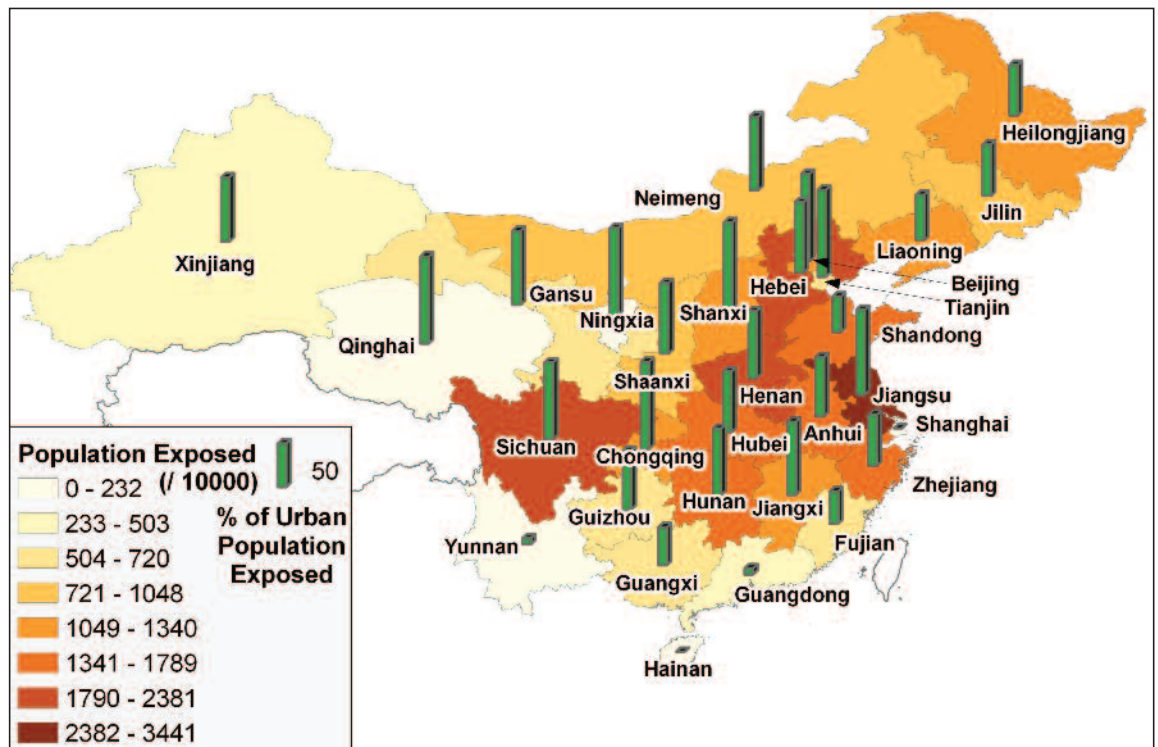 Heilongjiang
Neimeng
Jilin
Xinjiang
Liaoning
Gansu
Beijing
Hebei
Tianjin
Ningxia
Shanxi
Qinghai
Shandong
Shaanxi
Henan
Jiangsu
Shanghai
Anhui
Sichuan
Hubei
Chongqing
Zhejiang
Hunan
Jiangxi
Guizhou
Fujian
Yunnan
Guangxi
Guangdong
Hainan
Population Exposed
(/ 10000)
0 - 232
233 - 503
504 - 720
721 - 1048
1049 - 1340
1341 - 1789
1790 - 2381
2382 - 3441
50
% of Urban
Population
Exposed